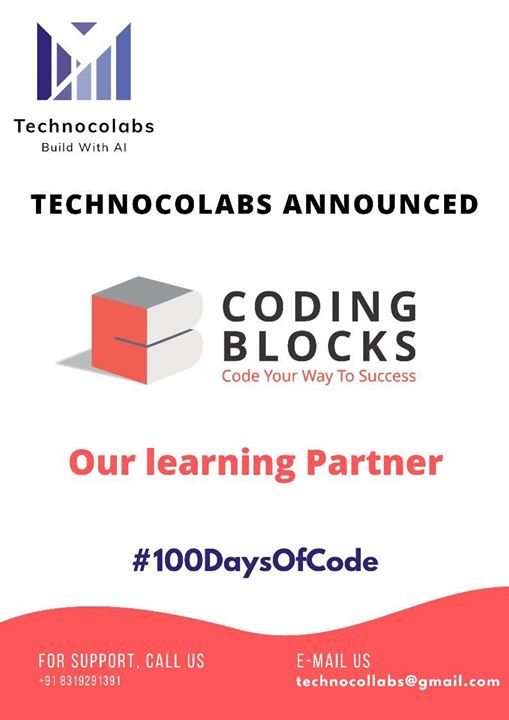 Technocolabs
Build With AI
TECHNOCOLABS ANNOUNCED
CODING
BLOCKS
Code Your Way To Success
Our learning Partner
#100DaysOfCode
FOR SUPPORT, CALL US
+91 8319291391
E-MAIL US
technocollabs@gmail.com